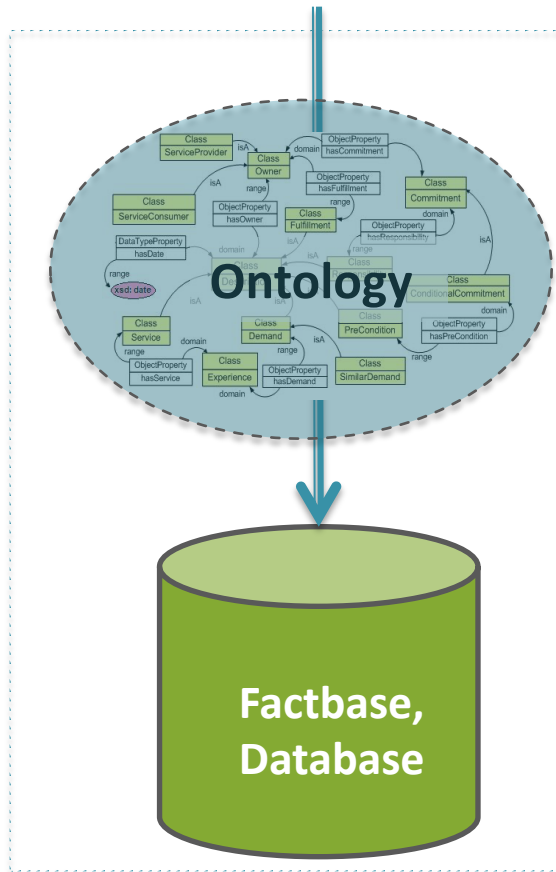 Class
ServiceProvider
isA
Class
Owner
domain
ObjectProperty
hasCommitment
Class
ServiceConsumer
isA
range
ObjectProperty
hasOwner
ObjectProperty
hasFulfillment
range
Class
Fulfillment
Class
Commitment
domain
DataTypeProperty
hasDate
domain
isA
ObjectProperty
hasResponsibility
range
isA
range
xsd: date
Class
Ontology
Class
ConditionalCommitment
isA
isA
domain
Class
Service
range
Class
Demand
range
isA
Class
PreCondition
ObjectProperty
hasPreCondition
range
ObjectProperty
hasService
domain
Class
Experience
domain
ObjectProperty
hasDemand
Class
SimilarDemand
Factbase,
Database